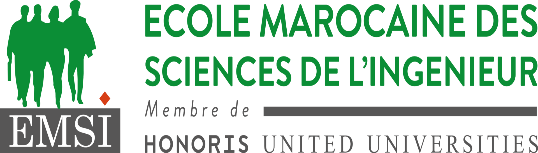 ECOLE MAROCAINE DES
SCIENCES DE L'INGENIEUR
Membre de
HONORIS UNITED UNIVERSITIES
EMSI